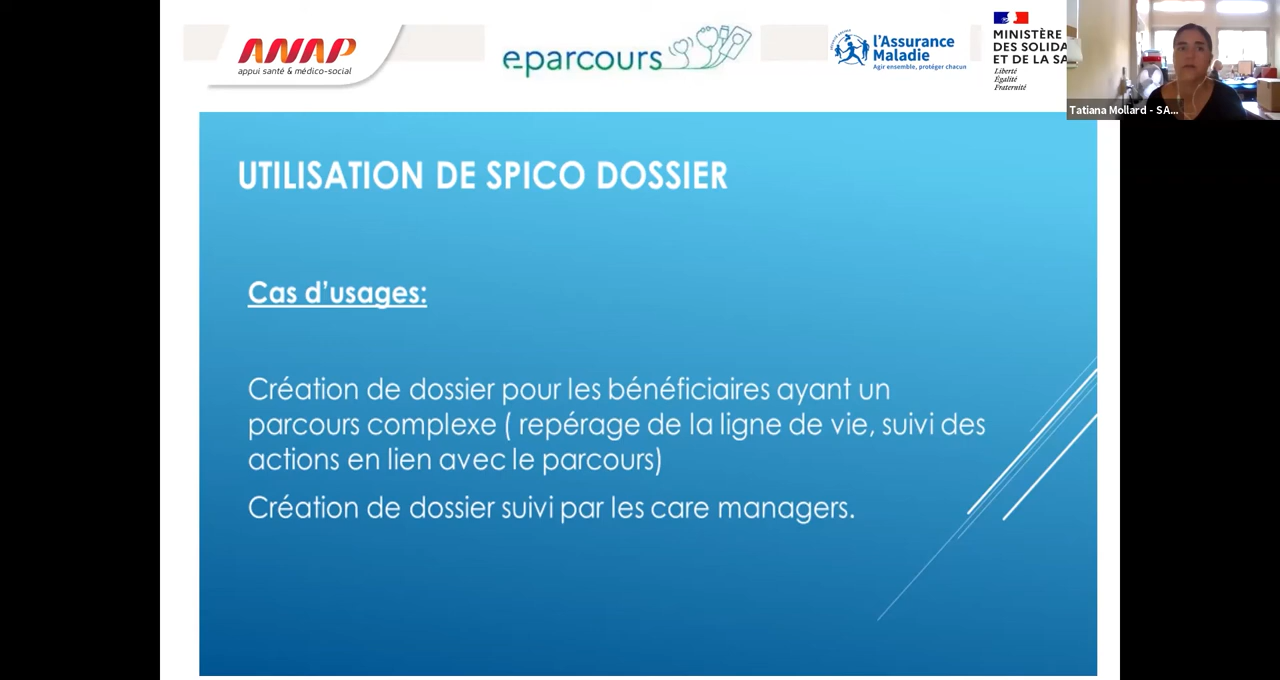 ANAP
appui santé & médico-social
eparcours
l'Assurance
Maladie
Agir ensemble, protéger chacun
MINISTÈRE
DES SOLIDA
ET DE LA SA
Liberté
Égalité
Fraternité
Tatiana Mollard - SA...
UTILISATION DE SPICO DOSSIER
Cas d'usages:
Création de dossier pour les bénéficiaires ayant un
parcours complexe ( repérage de la ligne de vie, suivi des
actions en lien avec le parcours)
Création de dossier suivi par les care managers.